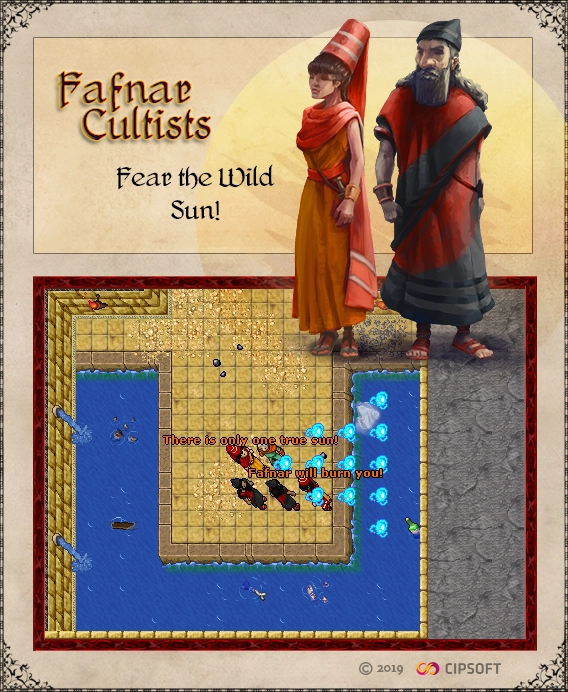 Fafnar
Cultists
Fear the Wild
Sun!
There is only one true sun!
Fafnar will burn you!
© 2019 CIPSOFT